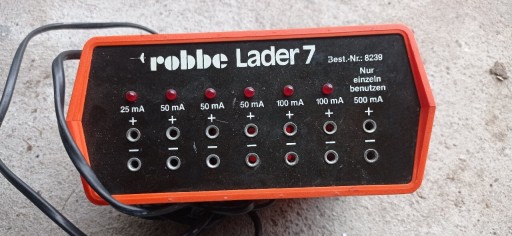 robbe Lader 7 Best.-Nr.: 8239
Nur
einzeln
benutzen
25 mA 50 mA 50 mA 50 mA 100 mA 100 mA 500 mA
+ + + + + + +
− − − − − − −